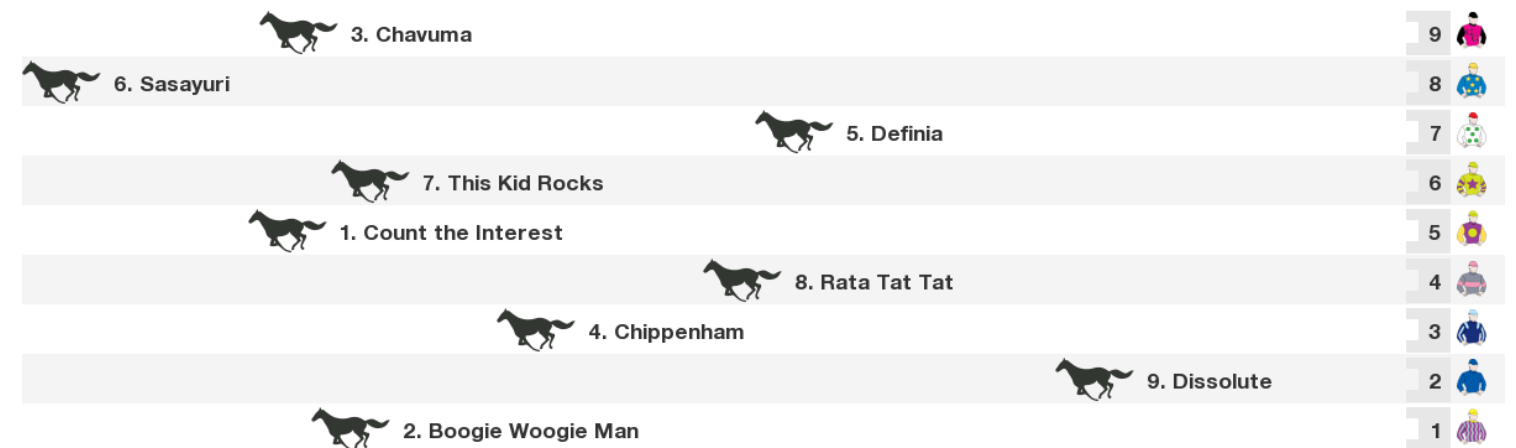 3. Chavuma 9
6. Sasayuri 8
5. Definia 7
7. This Kid Rocks 6
1. Count the Interest 5
8. Rata Tat Tat 4
4. Chippenham 3
9. Dissolute 2
2. Boogie Woogie Man 1